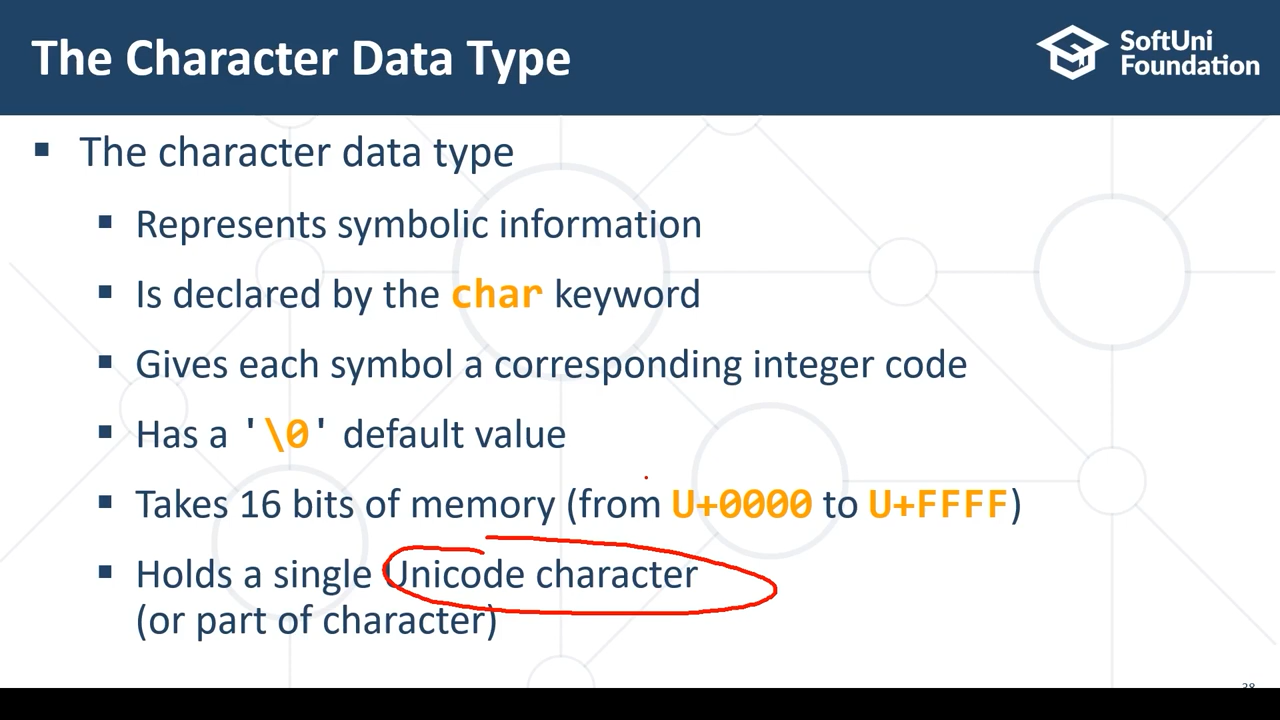 The Character Data Type
SoftUni
Foundation
▪ The character data type
▪ Represents symbolic information
▪ Is declared by the char keyword
▪ Gives each symbol a corresponding integer code
▪ Has a '\0' default value
▪ Takes 16 bits of memory (from U+0000 to U+FFFF)
▪ Holds a single Unicode character
(or part of character)
38